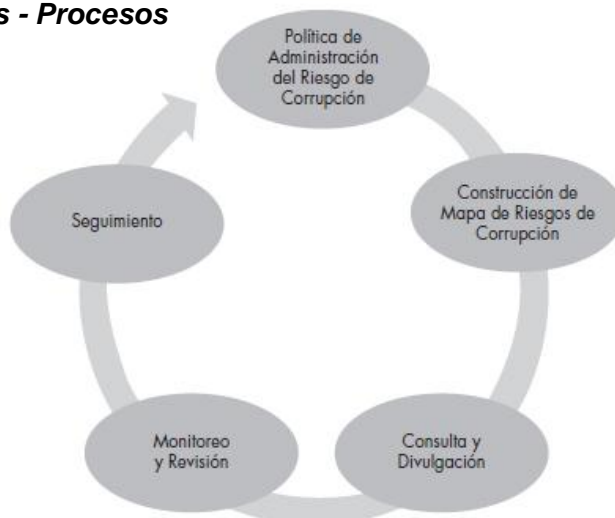 s - Procesos
Política de
Administración
del Riesgo de
Corrupción
Construcción de
Mapa de Riesgos de
Corrupción
Consulta y
Divulgación
Monitoreo
y Revisión
Seguimiento